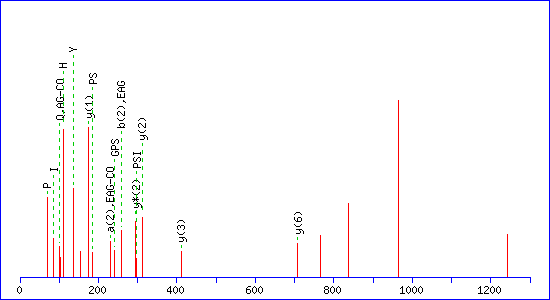 P
I
Q,AG-CO
H
Y
y(1)
PS
a(2),EAG-CO
GPS
b(2),EAG
y*(2)
PSI
y(2)
y(3)
y(6)
0
200
400
600
800
1000
1200